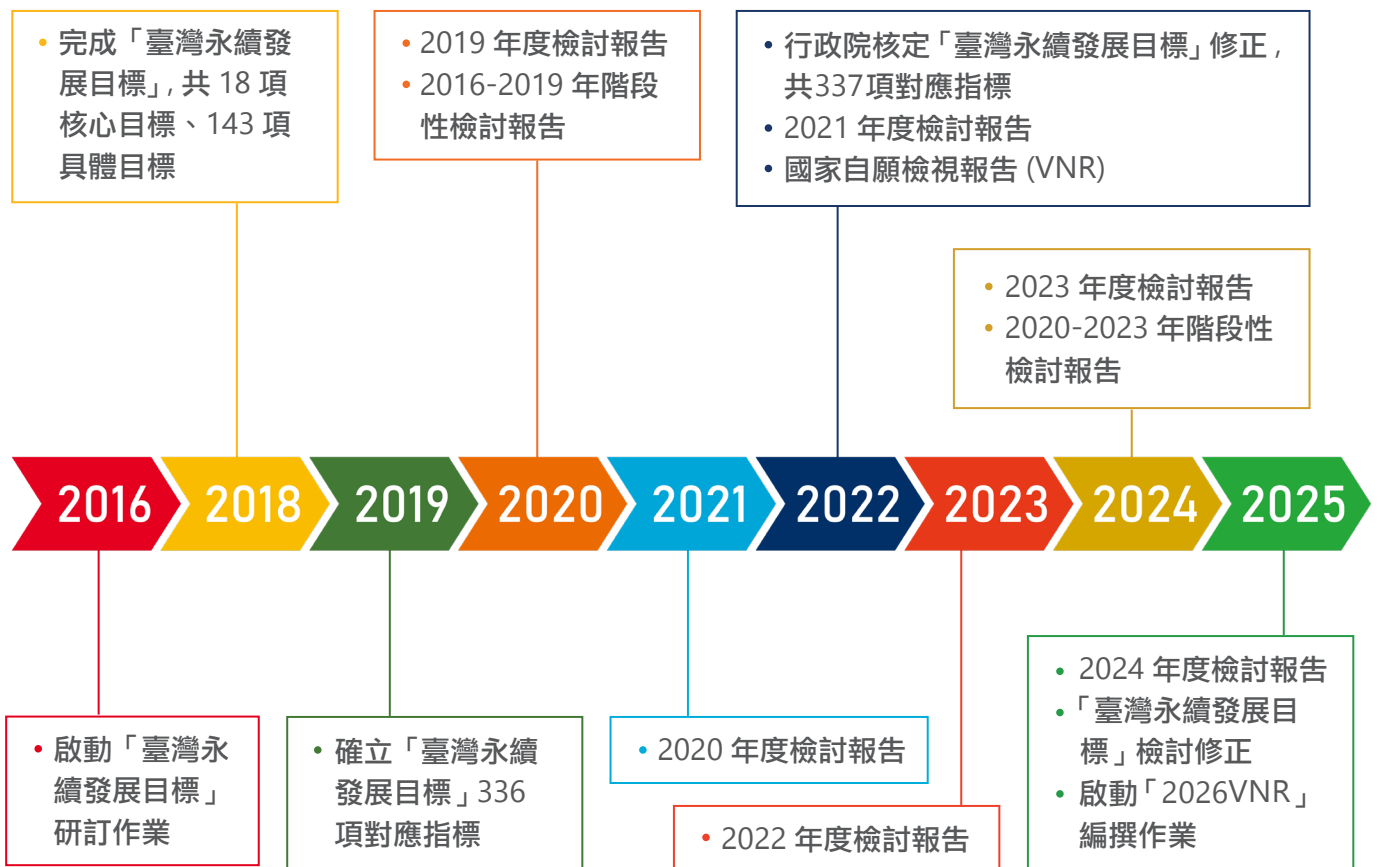 • 完成「臺灣永續發
展目標」, 共 18 項
核心目標、143 項
具體目標
• 2019 年度檢討報告
• 2016-2019 年階段
性檢討報告
• 行政院核定「臺灣永續發展目標」修正,
共337項對應指標
• 2021 年度檢討報告
• 國家自願檢視報告 (VNR)
• 2023 年度檢討報告
• 2020-2023 年階段性
檢討報告
2016 2018 2019 2020 2021 2022 2023 2024 2025
• 啟動「臺灣永
續發展目標」
研訂作業
• 確立「臺灣永續
發展目標」336
項對應指標
• 2020 年度檢討報告
• 2022 年度檢討報告
• 2024 年度檢討報告
• 「臺灣永續發展目
標」檢討修正
• 啟動「2026VNR」
編撰作業